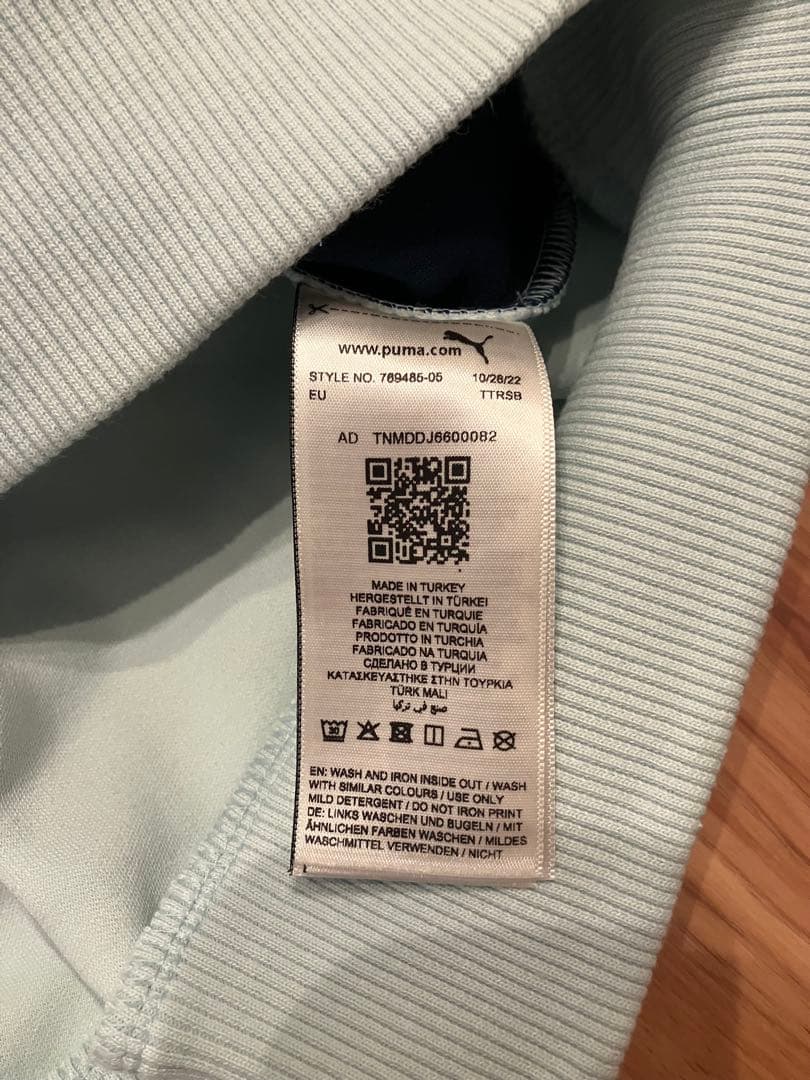 www.puma.com
STYLE NO. 769485-05 10/26/22
EU TTRSB
AD TNMDDJ6600082
MADE IN TURKEY
HERGESTELLT IN TÜRKEI
FABRIQUÉ EN TURQUIE
FABRICADO EN TURQUÍA
PRODOTTO IN TURCHIA
FABRICADO NA TURQUIA
СДЕЛАНО В ТУРЦИИ
ΚΑΤΑΣΚΕΥΑΣΤΗΚΕ ΣΤΗΝ ΤΟΥΡΚΙΑ
TÜRK MALI
صنع في تركيا
30
EN: WASH AND IRON INSIDE OUT / WASH
WITH SIMILAR COLOURS / USE ONLY
MILD DETERGENT / DO NOT IRON PRINT
DE: LINKS WASCHEN UND BUGELN / MIT
ÄHNLICHEN FARBEN WASCHEN / MILDES
WASCHMITTEL VERWENDEN / NICHT